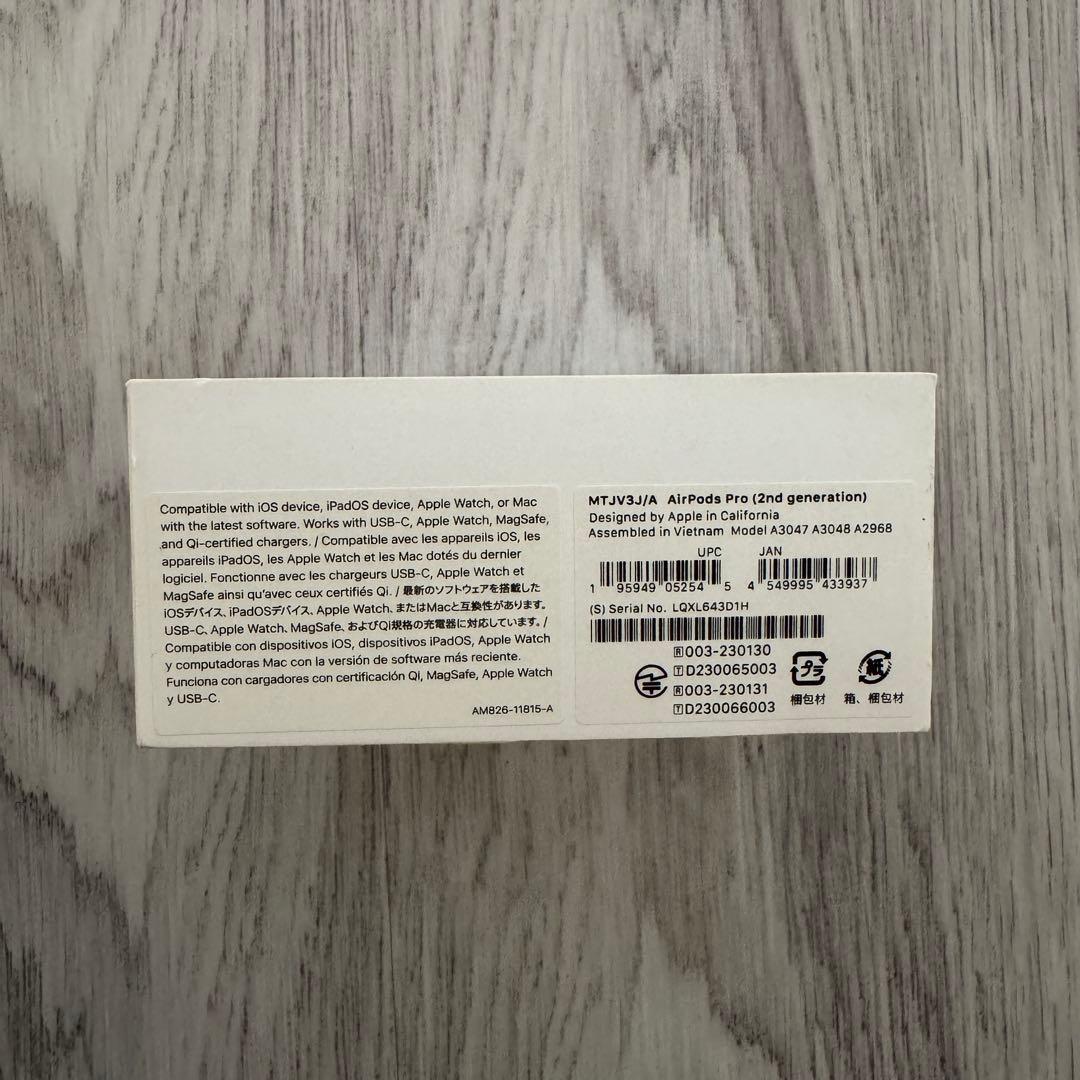 Compatible with iOS device, iPadOS device, Apple Watch, or Mac
with the latest software. Works with USB-C, Apple Watch, MagSafe,
and Qi-certified chargers. / Compatible avec les appareils iOS, les
appareils iPadOS, les Apple Watch et les Mac dotés du dernier
logiciel. Fonctionne avec les chargeurs USB-C, Apple Watch et
MagSafe ainsi qu'avec ceux certifiés Qi. / 最新のソフトウェアを搭載した
iOSデバイス、iPadOSデバイス、Apple Watch、またはMacと互換性があります。
USB-C、Apple Watch、MagSafe、およびQi規格の充電器に対応しています。/
Compatible con dispositivos iOS, dispositivos iPadOS, Apple Watch
y computadoras Mac con la versión de software más reciente.
Funciona con cargadores con certificación Qi, MagSafe, Apple Watch
y USB-C.
AM826-11815-A
MTJV3J/A AirPods Pro (2nd generation)
Designed by Apple in California
Assembled in Vietnam Model A3047 A3048 A2968
UPC JAN
1 95949 05254 5 4 549995 433937
(S) Serial No. LQXL643D1H
R 003-230130
T D230065003
R 003-230131
T D230066003
プラ 紙
梱包材 箱、梱包材